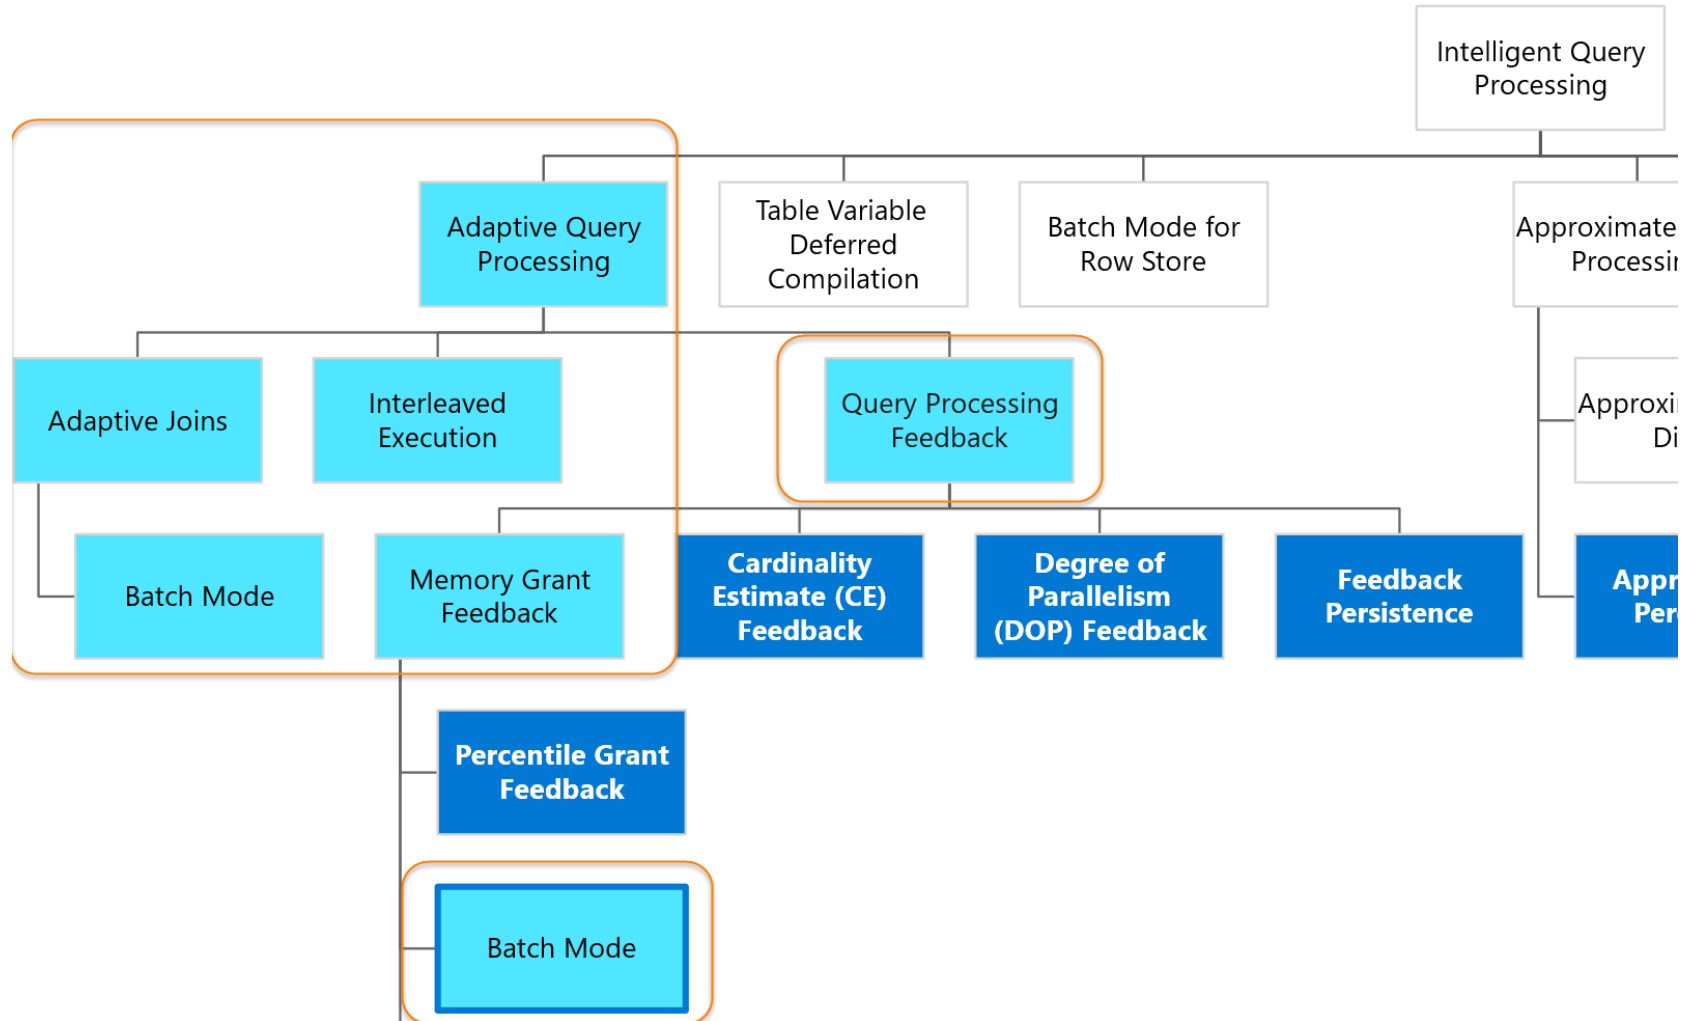 Intelligent Query
Processing
Adaptive Query
Processing
Table Variable
Deferred
Compilation
Batch Mode for
Row Store
Approximate
Adaptive Joins
Interleaved
Execution
Query Processing
Feedback
Batch Mode
Memory Grant
Feedback
Cardinality
Estimate (CE)
Feedback
Degree of
Parallelism
(DOP) Feedback
Feedback
Persistence
Percentile Grant
Feedback
Batch Mode